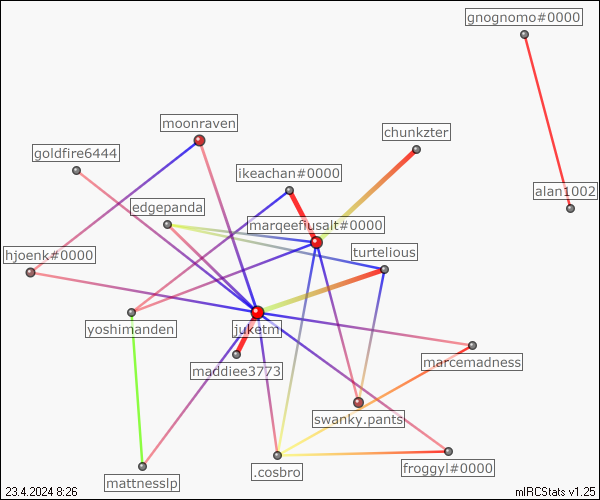 gnognomo#0000
moonraven
chunkzter
goldfire6444
ikeachan#0000
alan1002
edgepanda
marqeefiusalt#0000
hjoenk#0000
turtelious
yoshimanden
juketm
marcemadness
maddiee3773
swanky.pants
.cosbro
froggyl#0000
mattnesslp
23.4.2024 8:26
mIRCStats v1.25